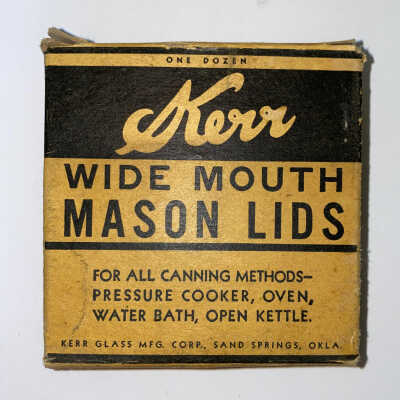 ONE DOZEN
Kerr
WIDE MOUTH
MASON LIDS
FOR ALL CANNING METHODS—
PRESSURE COOKER, OVEN,
WATER BATH, OPEN KETTLE.
KERR GLASS MFG. CORP., SAND SPRINGS, OKLA.